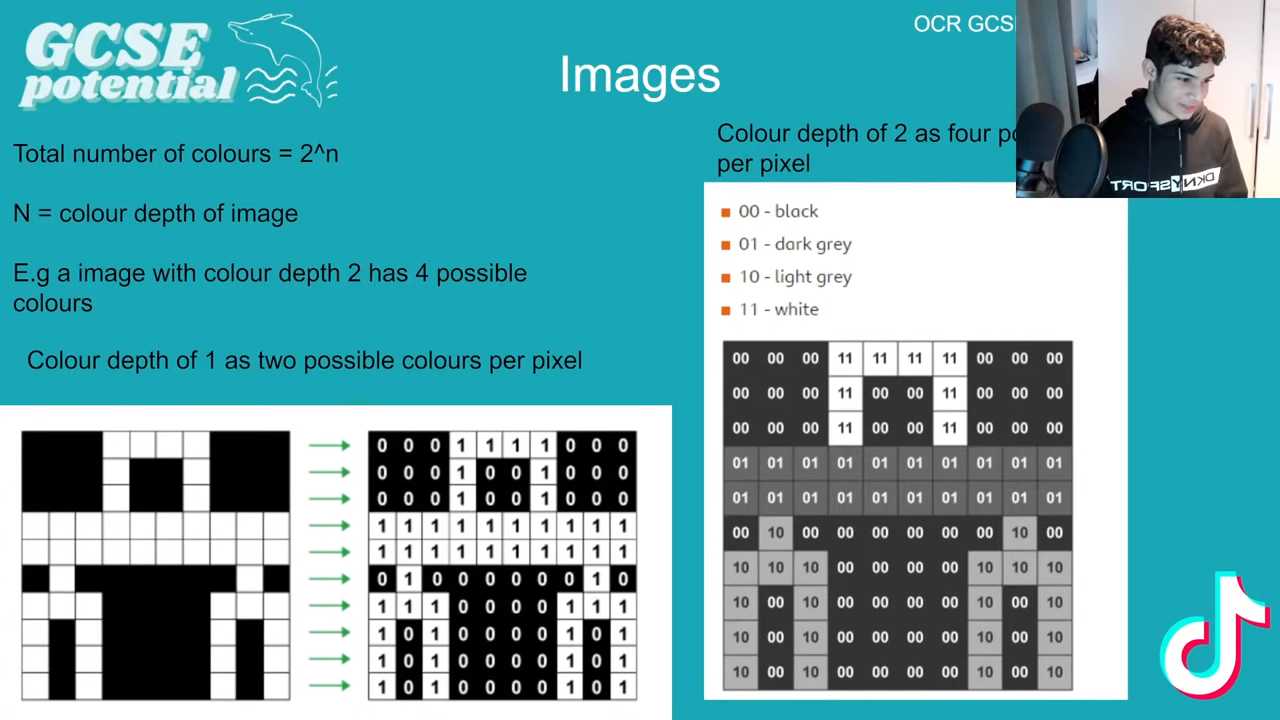 GCSE
potential
OCR GCSE
Images
Total number of colours = 2^n
N = colour depth of image
E.g a image with colour depth 2 has 4 possible
colours
Colour depth of 1 as two possible colours per pixel
0 0 0 1 1 1 1 0 0 0
0 0 0 1 0 0 1 0 0 0
0 0 0 1 0 0 1 0 0 0
1 1 1 1 1 1 1 1 1 1
1 1 1 1 1 1 1 1 1 1
0 1 0 0 0 0 0 0 1 0
1 1 1 0 0 0 0 1 1 1
1 0 1 0 0 0 0 1 0 1
1 0 1 0 0 0 0 1 0 1
1 0 1 0 0 0 0 1 0 1
Colour depth of 2 as four
per pixel
00 - black
01 - dark grey
10 - light grey
11 - white
00 00 00 11 11 11 11 00 00 00
00 00 00 11 00 00 11 00 00 00
00 00 00 11 00 00 11 00 00 00
01 01 01 01 01 01 01 01 01 01
01 01 01 01 01 01 01 01 01 01
00 10 00 00 00 00 00 00 10 00
10 10 10 00 00 00 00 10 10 10
10 00 10 00 00 00 00 10 00 10
10 00 10 00 00 00 00 10 00 10
10 00 10 00 00 00 00 10 00 10
DKNY SPORT